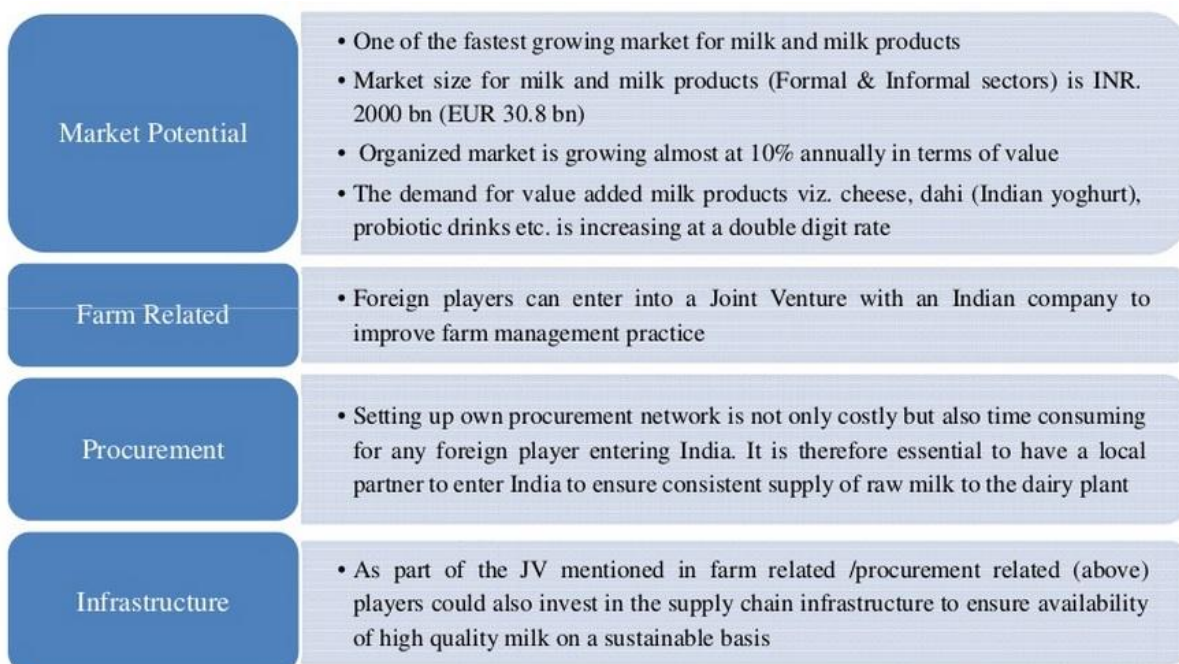 Market Potential
• One of the fastest growing market for milk and milk products
• Market size for milk and milk products (Formal & Informal sectors) is INR.
2000 bn (EUR 30.8 bn)
• Organized market is growing almost at 10% annually in terms of value
• The demand for value added milk products viz. cheese, dahi (Indian yoghurt),
probiotic drinks etc. is increasing at a double digit rate
Farm Related
• Foreign players can enter into a Joint Venture with an Indian company to
improve farm management practice
Procurement
• Setting up own procurement network is not only costly but also time consuming
for any foreign player entering India. It is therefore essential to have a local
partner to enter India to ensure consistent supply of raw milk to the dairy plant
Infrastructure
• As part of the JV mentioned in farm related /procurement related (above)
players could also invest in the supply chain infrastructure to ensure availability
of high quality milk on a sustainable basis